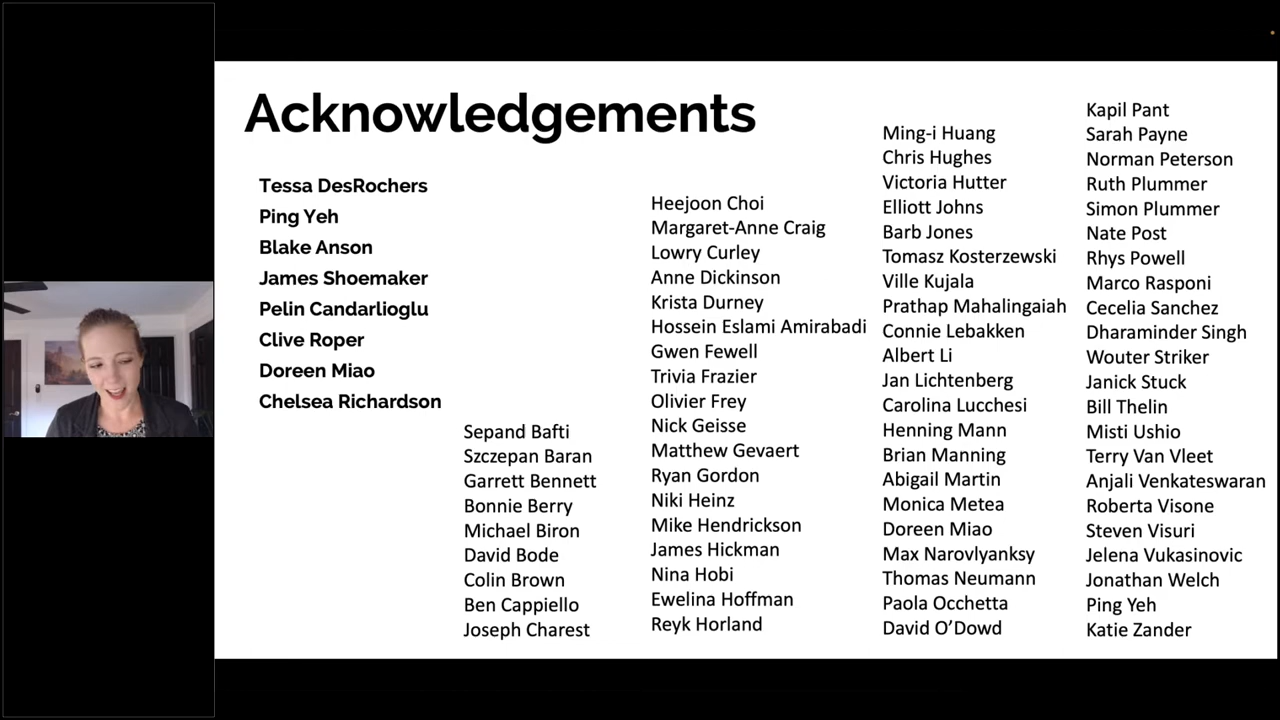 Acknowledgements
Tessa DesRochers
Ping Yeh
Blake Anson
James Shoemaker
Pelin Candarlioglu
Clive Roper
Doreen Miao
Chelsea Richardson
Sepand Bafti
Szczepan Baran
Garrett Bennett
Bonnie Berry
Michael Biron
David Bode
Colin Brown
Ben Cappiello
Joseph Charest
Heejoon Choi
Margaret-Anne Craig
Lowry Curley
Anne Dickinson
Krista Durney
Hossein Eslami Amirabadi
Gwen Fewell
Trivia Frazier
Olivier Frey
Nick Geisse
Matthew Gevaert
Ryan Gordon
Niki Heinz
Mike Hendrickson
James Hickman
Nina Hobi
Ewelina Hoffman
Reyk Horland
Ming-i Huang
Chris Hughes
Victoria Hutter
Elliott Johns
Barb Jones
Tomasz Kosterzewski
Ville Kujala
Prathap Mahalingaiah
Connie Lebakken
Albert Li
Jan Lichtenberg
Carolina Lucchesi
Henning Mann
Brian Manning
Abigail Martin
Monica Metea
Doreen Miao
Max Narovlyanksy
Thomas Neumann
Paola Occhetta
David O’Dowd
Kapil Pant
Sarah Payne
Norman Peterson
Ruth Plummer
Simon Plummer
Nate Post
Rhys Powell
Marco Rasponi
Cecelia Sanchez
Dharaminder Singh
Wouter Striker
Janick Stuck
Bill Thelin
Misti Ushio
Terry Van Vleet
Anjali Venkateswaran
Roberta Visone
Steven Visuri
Jelena Vukasinovic
Jonathan Welch
Ping Yeh
Katie Zander